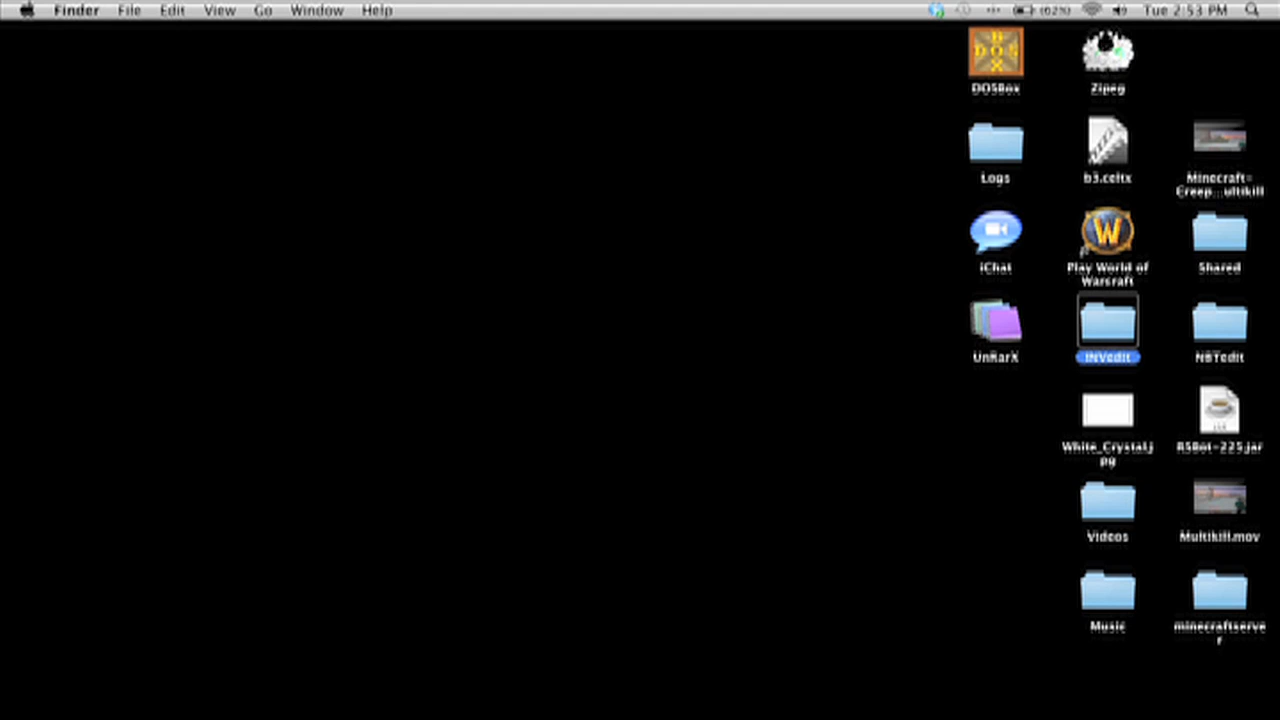 Finder File Edit View Go Window Help (62%) Tue 2:53 PM
DOSBox
Zipeg
Logs
b3.celtx
Minecraft-
Creep...ultikill
iChat
Play World of
Warcraft
Shared
UnRarX
INVedit
NBTedit
White_Crystal.j
pg
RSBot-225.jar
Videos
Multikill.mov
Music
minecraftserve
r